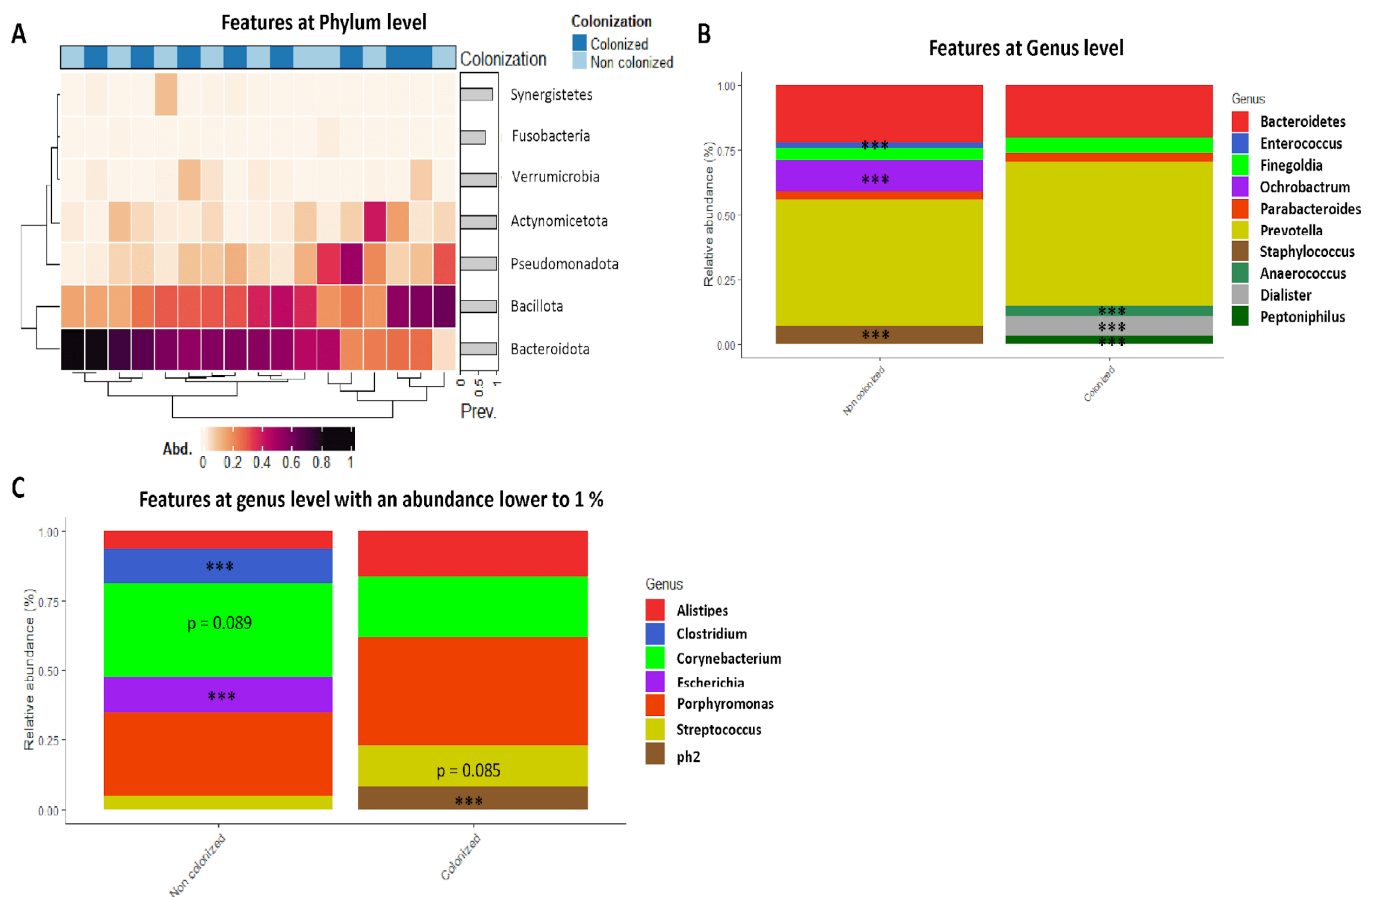 A
Features at Phylum level
Colonization
Colonized
Non colonized
Colonization
Synergistetes
Fusobacteria
Verrumicrobia
Actynomicetota
Pseudomonadota
Bacillota
Bacteroidota
0 0.5 1
Prev.
Abd.
0 0.2 0.4 0.6 0.8 1
B
Features at Genus level
Relative abundance (%)
1.00
0.75
0.50
0.25
0.00
***
***
***
***
***
***
Non colonized
Colonized
Genus
Bacteroidetes
Enterococcus
Finegoldia
Ochrobactrum
Parabacteroides
Prevotella
Staphylococcus
Anaerococcus
Dialister
Peptoniphilus
C
Features at genus level with an abundance lower to 1 %
Relative abundance (%)
1.00
0.75
0.50
0.25
0.00
***
p = 0.089
***
p = 0.085
***
Non colonized
Colonized
Genus
Alistipes
Clostridium
Corynebacterium
Escherichia
Porphyromonas
Streptococcus
ph2